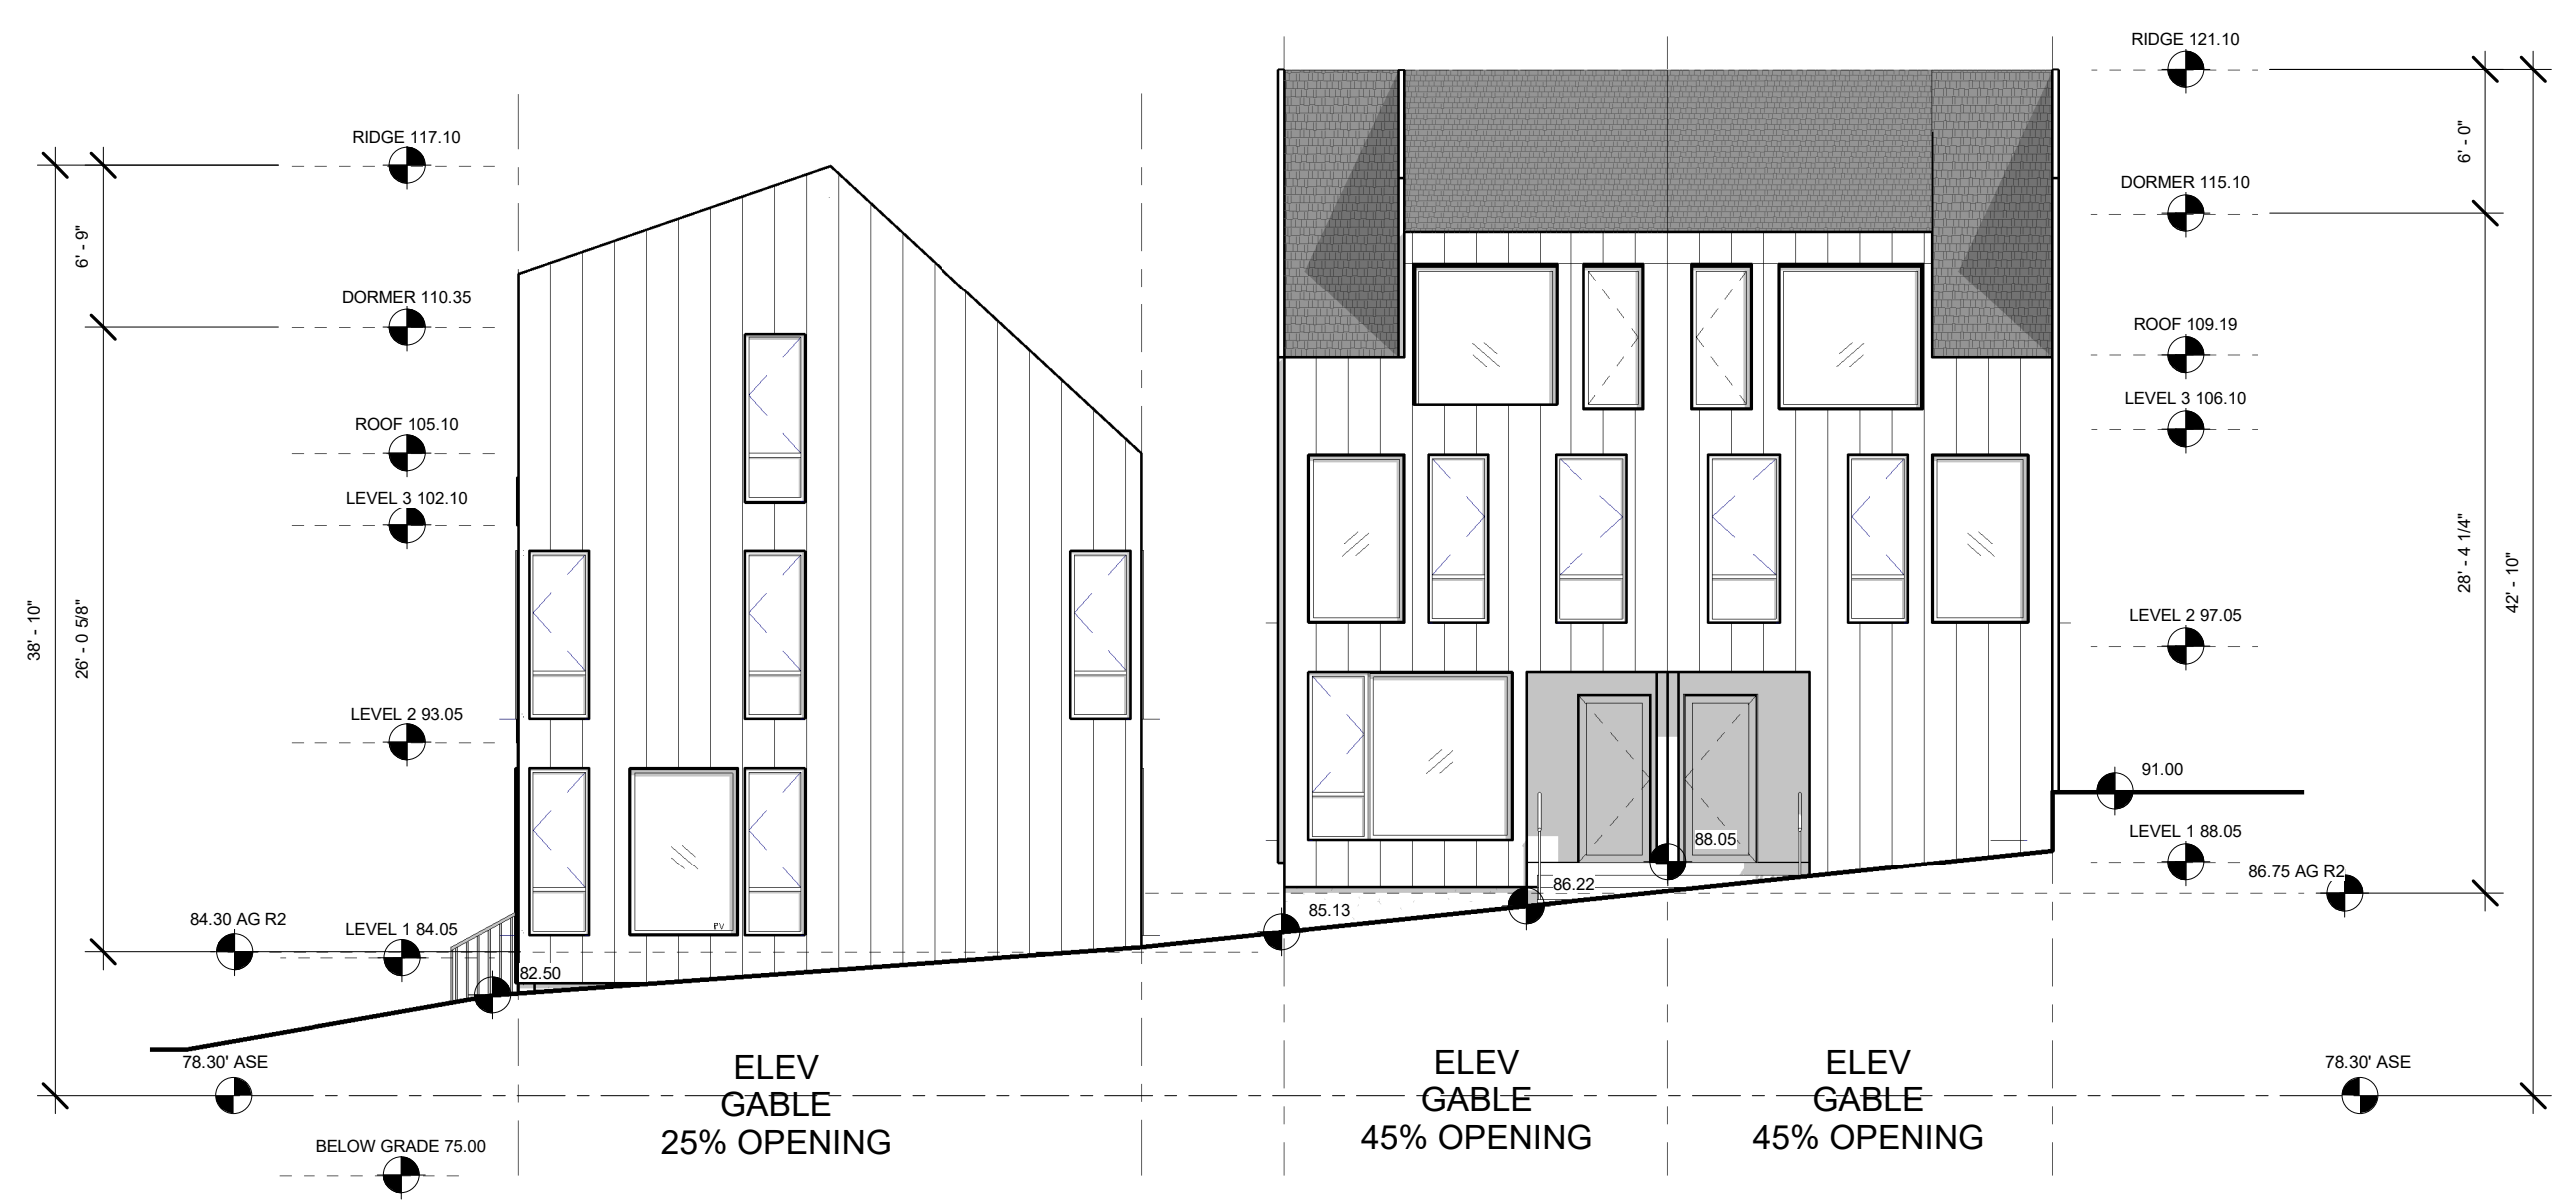 RIDGE 117.10
6' - 9"
DORMER 110.35
ROOF 105.10
LEVEL 3 102.10
38' - 10"
26' - 0 5/8"
LEVEL 2 93.05
84.30 AG R2
LEVEL 1 84.05
82.50
78.30' ASE
BELOW GRADE 75.00
PV
ELEV
GABLE
25% OPENING
RIDGE 121.10
6' - 0"
DORMER 115.10
ROOF 109.19
LEVEL 3 106.10
28' - 4 1/4"
42' - 10"
LEVEL 2 97.05
91.00
LEVEL 1 88.05
86.75 AG R2
88.05
86.22
85.13
78.30' ASE
ELEV
GABLE
45% OPENING
ELEV
GABLE
45% OPENING